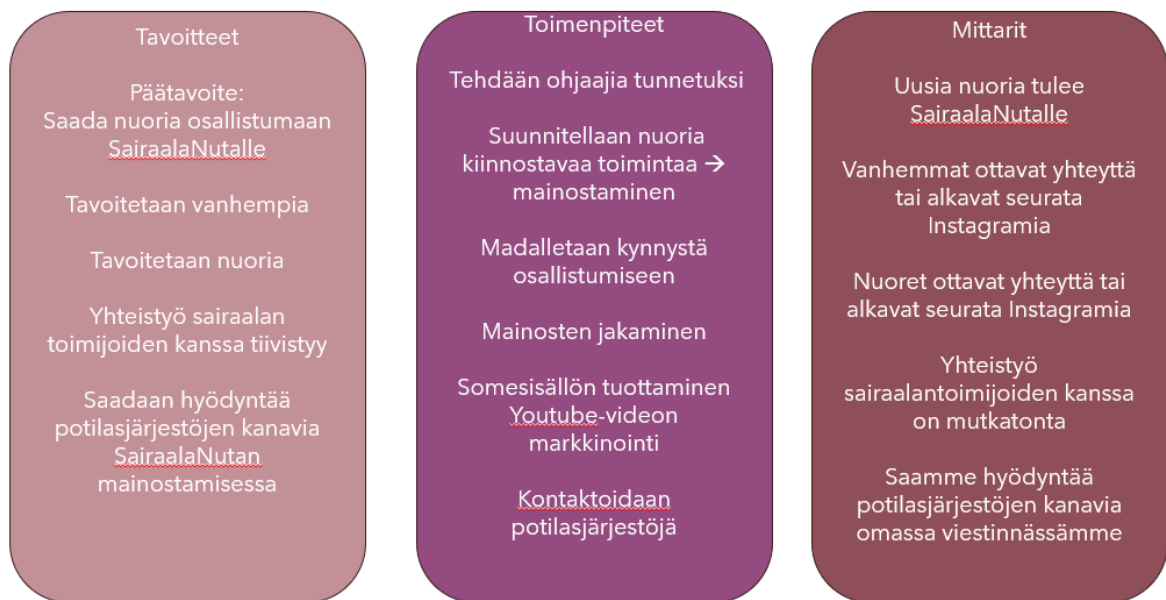 Tavoitteet
Päätavoite:
Saada nuoria osallistumaan
SairaalaNutalle
Tavoitetaan vanhempia
Tavoitetaan nuoria
Yhteistyö sairaalan
toimijoiden kanssa tiivistyy
Saadaan hyödyntää
potilasjärjestöjen kanavia
SairaalaNutan
mainostamisessa
Toimenpiteet
Tehdään ohjaajia tunnetuksi
Suunnitellaan nuoria
kiinnostavaa toimintaa →
mainostaminen
Madalletaan kynnystä
osallistumiseen
Mainosten jakaminen
Somesisällön tuottaminen
Youtube-videon
markkinointi
Kontaktoidaan
potilasjärjestöjä
Mittarit
Uusia nuoria tulee
SairaalaNutalle
Vanhemmat ottavat yhteyttä
tai alkavat seurata
Instagramia
Nuoret ottavat yhteyttä tai
alkavat seurata Instagramia
Yhteistyö
sairaalantoimijoiden kanssa
on mutkatonta
Saamme hyödyntää
potilasjärjestöjen kanavia
omassa viestinnässämme